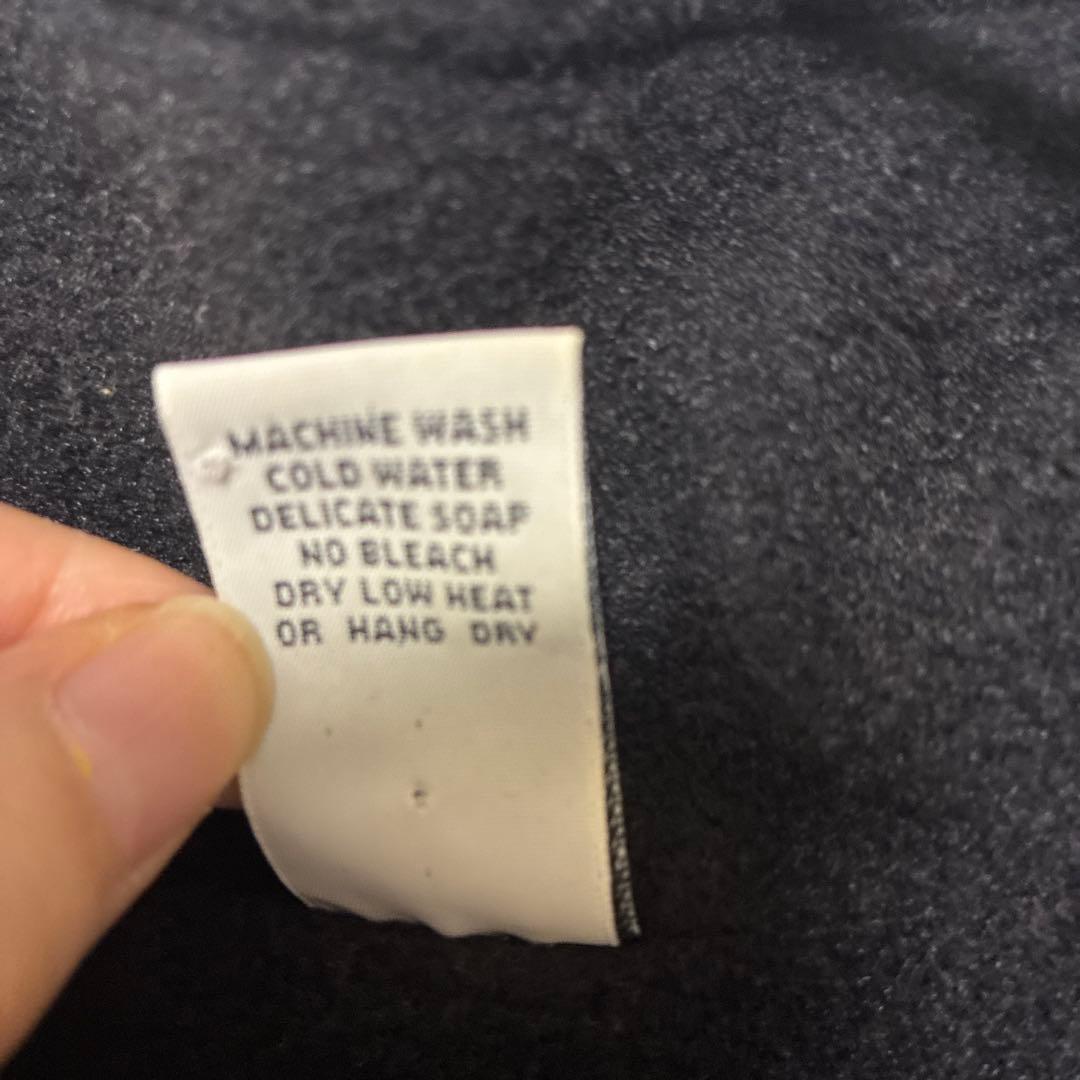 MACHINE WASH
COLD WATER
DELICATE SOAP
NO BLEACH
DRY LOW HEAT
OR HANG DRY